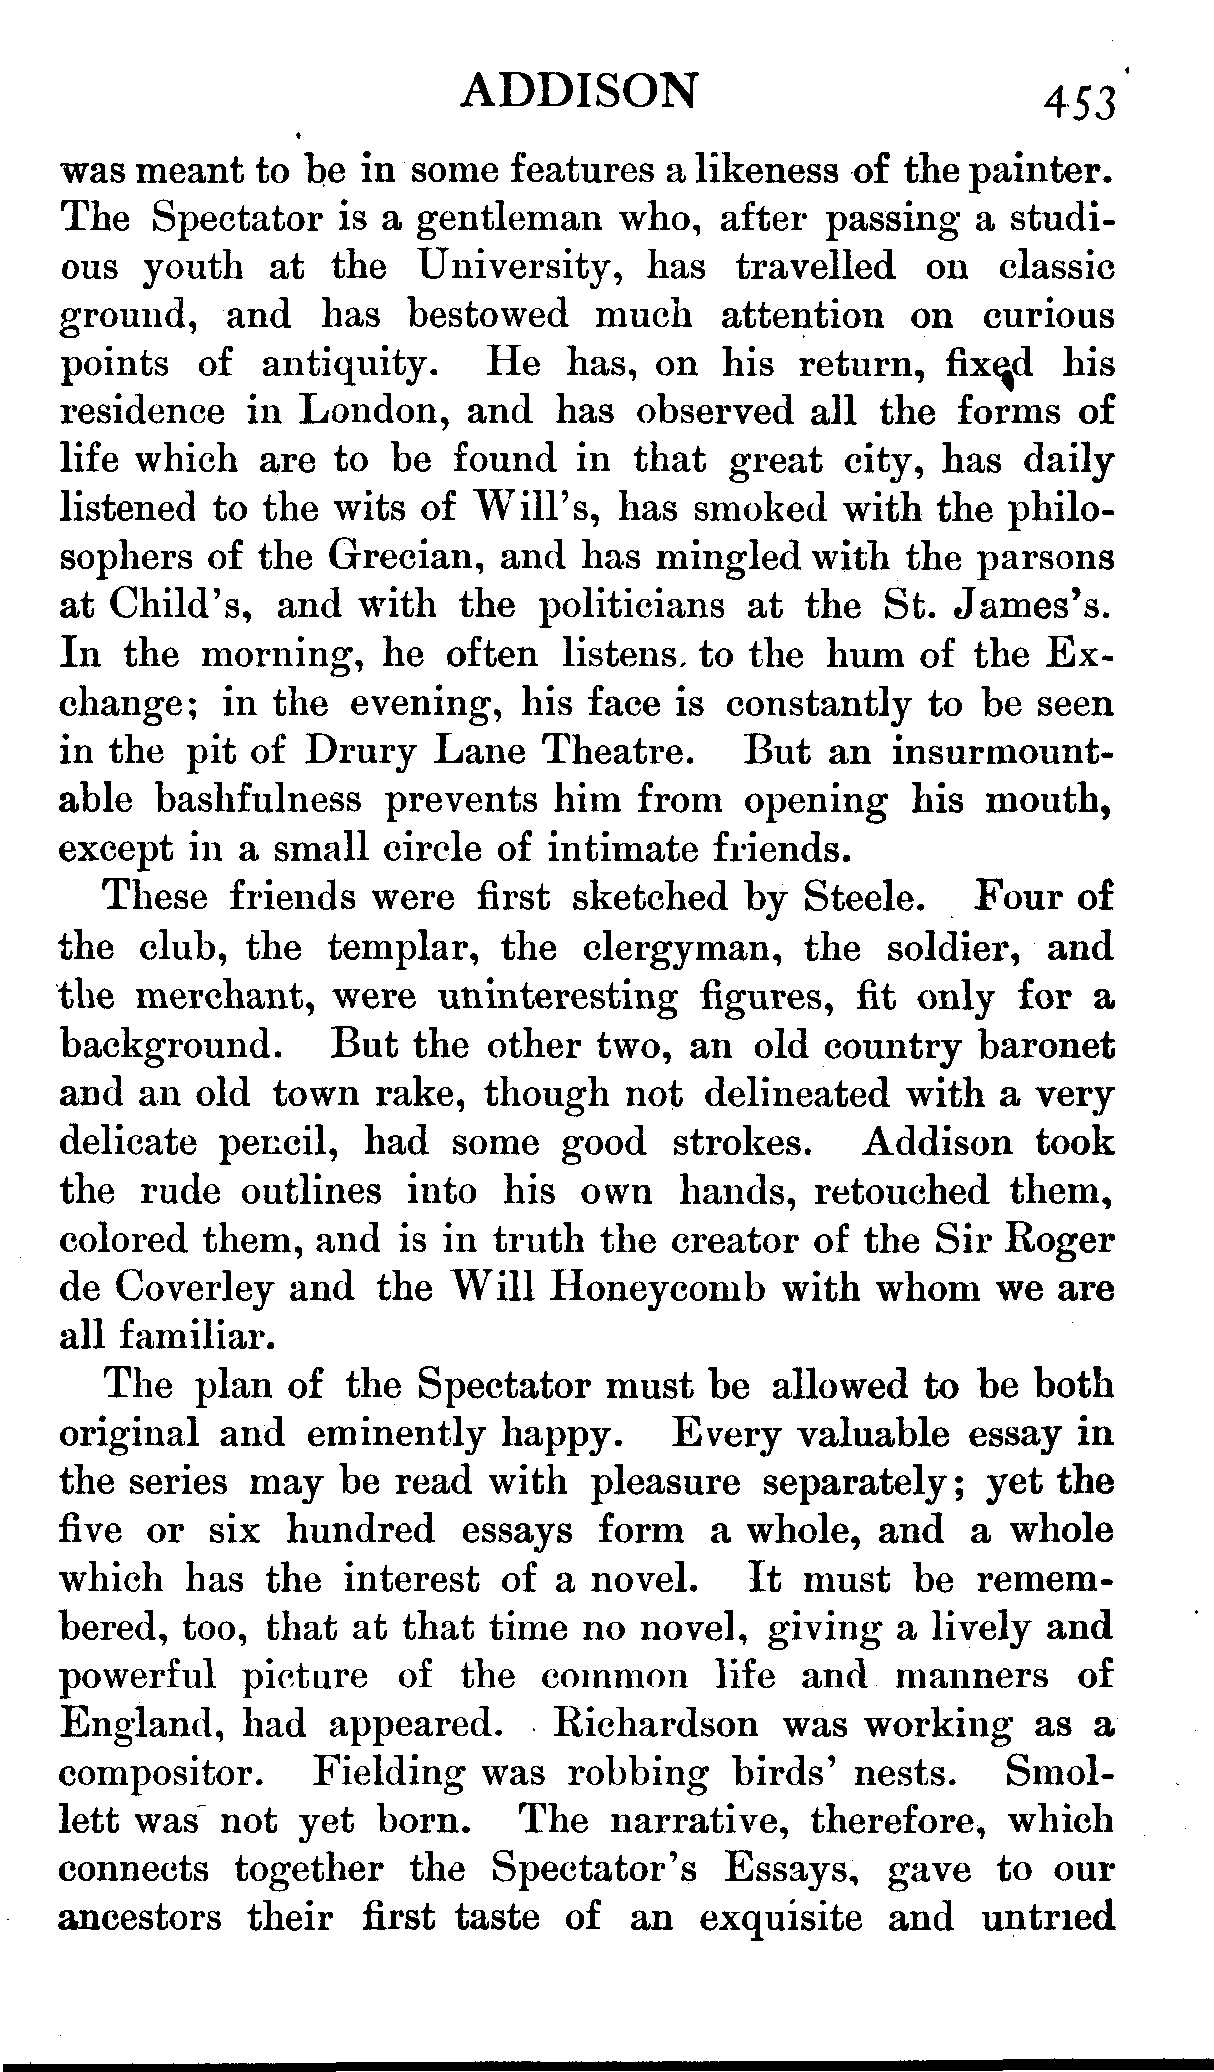 ADDISON 453
was meant to be in some features a likeness of the painter.
The Spectator is a gentleman who, after passing a studi-
ous youth at the University, has travelled on classic
ground, and has bestowed much attention on curious
points of antiquity. He has, on his return, fixed his
residence in London, and has observed all the forms of
life which are to be found in that great city, has daily
listened to the wits of Will's, has smoked with the philo-
sophers of the Grecian, and has mingled with the parsons
at Child's, and with the politicians at the St. James's.
In the morning, he often listens to the hum of the Ex-
change; in the evening, his face is constantly to be seen
in the pit of Drury Lane Theatre. But an insurmount-
able bashfulness prevents him from opening his mouth,
except in a small circle of intimate friends.
These friends were first sketched by Steele. Four of
the club, the templar, the clergyman, the soldier, and
the merchant, were uninteresting figures, fit only for a
background. But the other two, an old country baronet
and an old town rake, though not delineated with a very
delicate pencil, had some good strokes. Addison took
the rude outlines into his own hands, retouched them,
colored them, and is in truth the creator of the Sir Roger
de Coverley and the Will Honeycomb with whom we are
all familiar.
The plan of the Spectator must be allowed to be both
original and eminently happy. Every valuable essay in
the series may be read with pleasure separately; yet the
five or six hundred essays form a whole, and a whole
which has the interest of a novel. It must be remem-
bered, too, that at that time no novel, giving a lively and
powerful picture of the common life and manners of
England, had appeared. Richardson was working as a
compositor. Fielding was robbing birds' nests. Smol-
lett was not yet born. The narrative, therefore, which
connects together the Spectator's Essays, gave to our
ancestors their first taste of an exquisite and untried